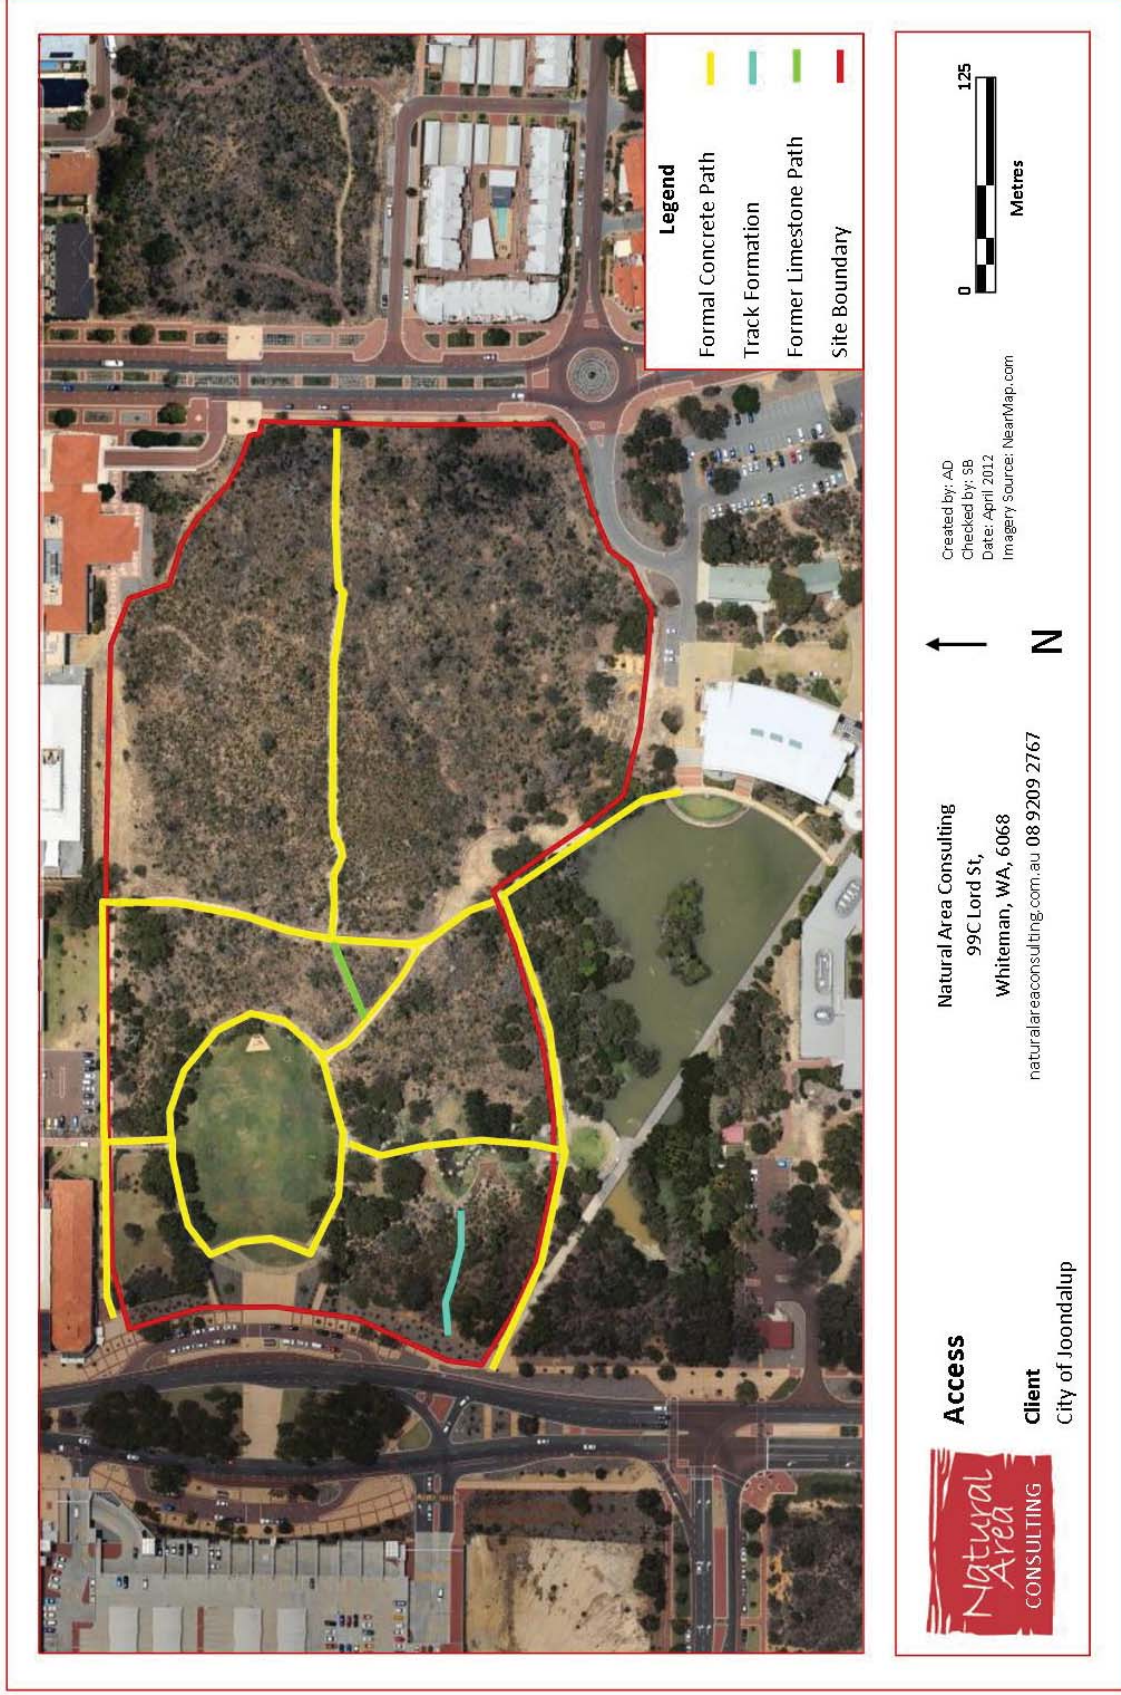 Legend
Formal Concrete Path
Track Formation
Former Limestone Path
Site Boundary
Natural
Area
CONSULTING
Access
Client
City of Joondalup
Natural Area Consulting
99C Lord St,
Whiteman, WA, 6068
naturalareaconsulting.com.au 08 9209 2767
N
Created by: AD
Checked by: SB
Date: April 2012
Imagery Source: NearMap.com
0
125
Metres